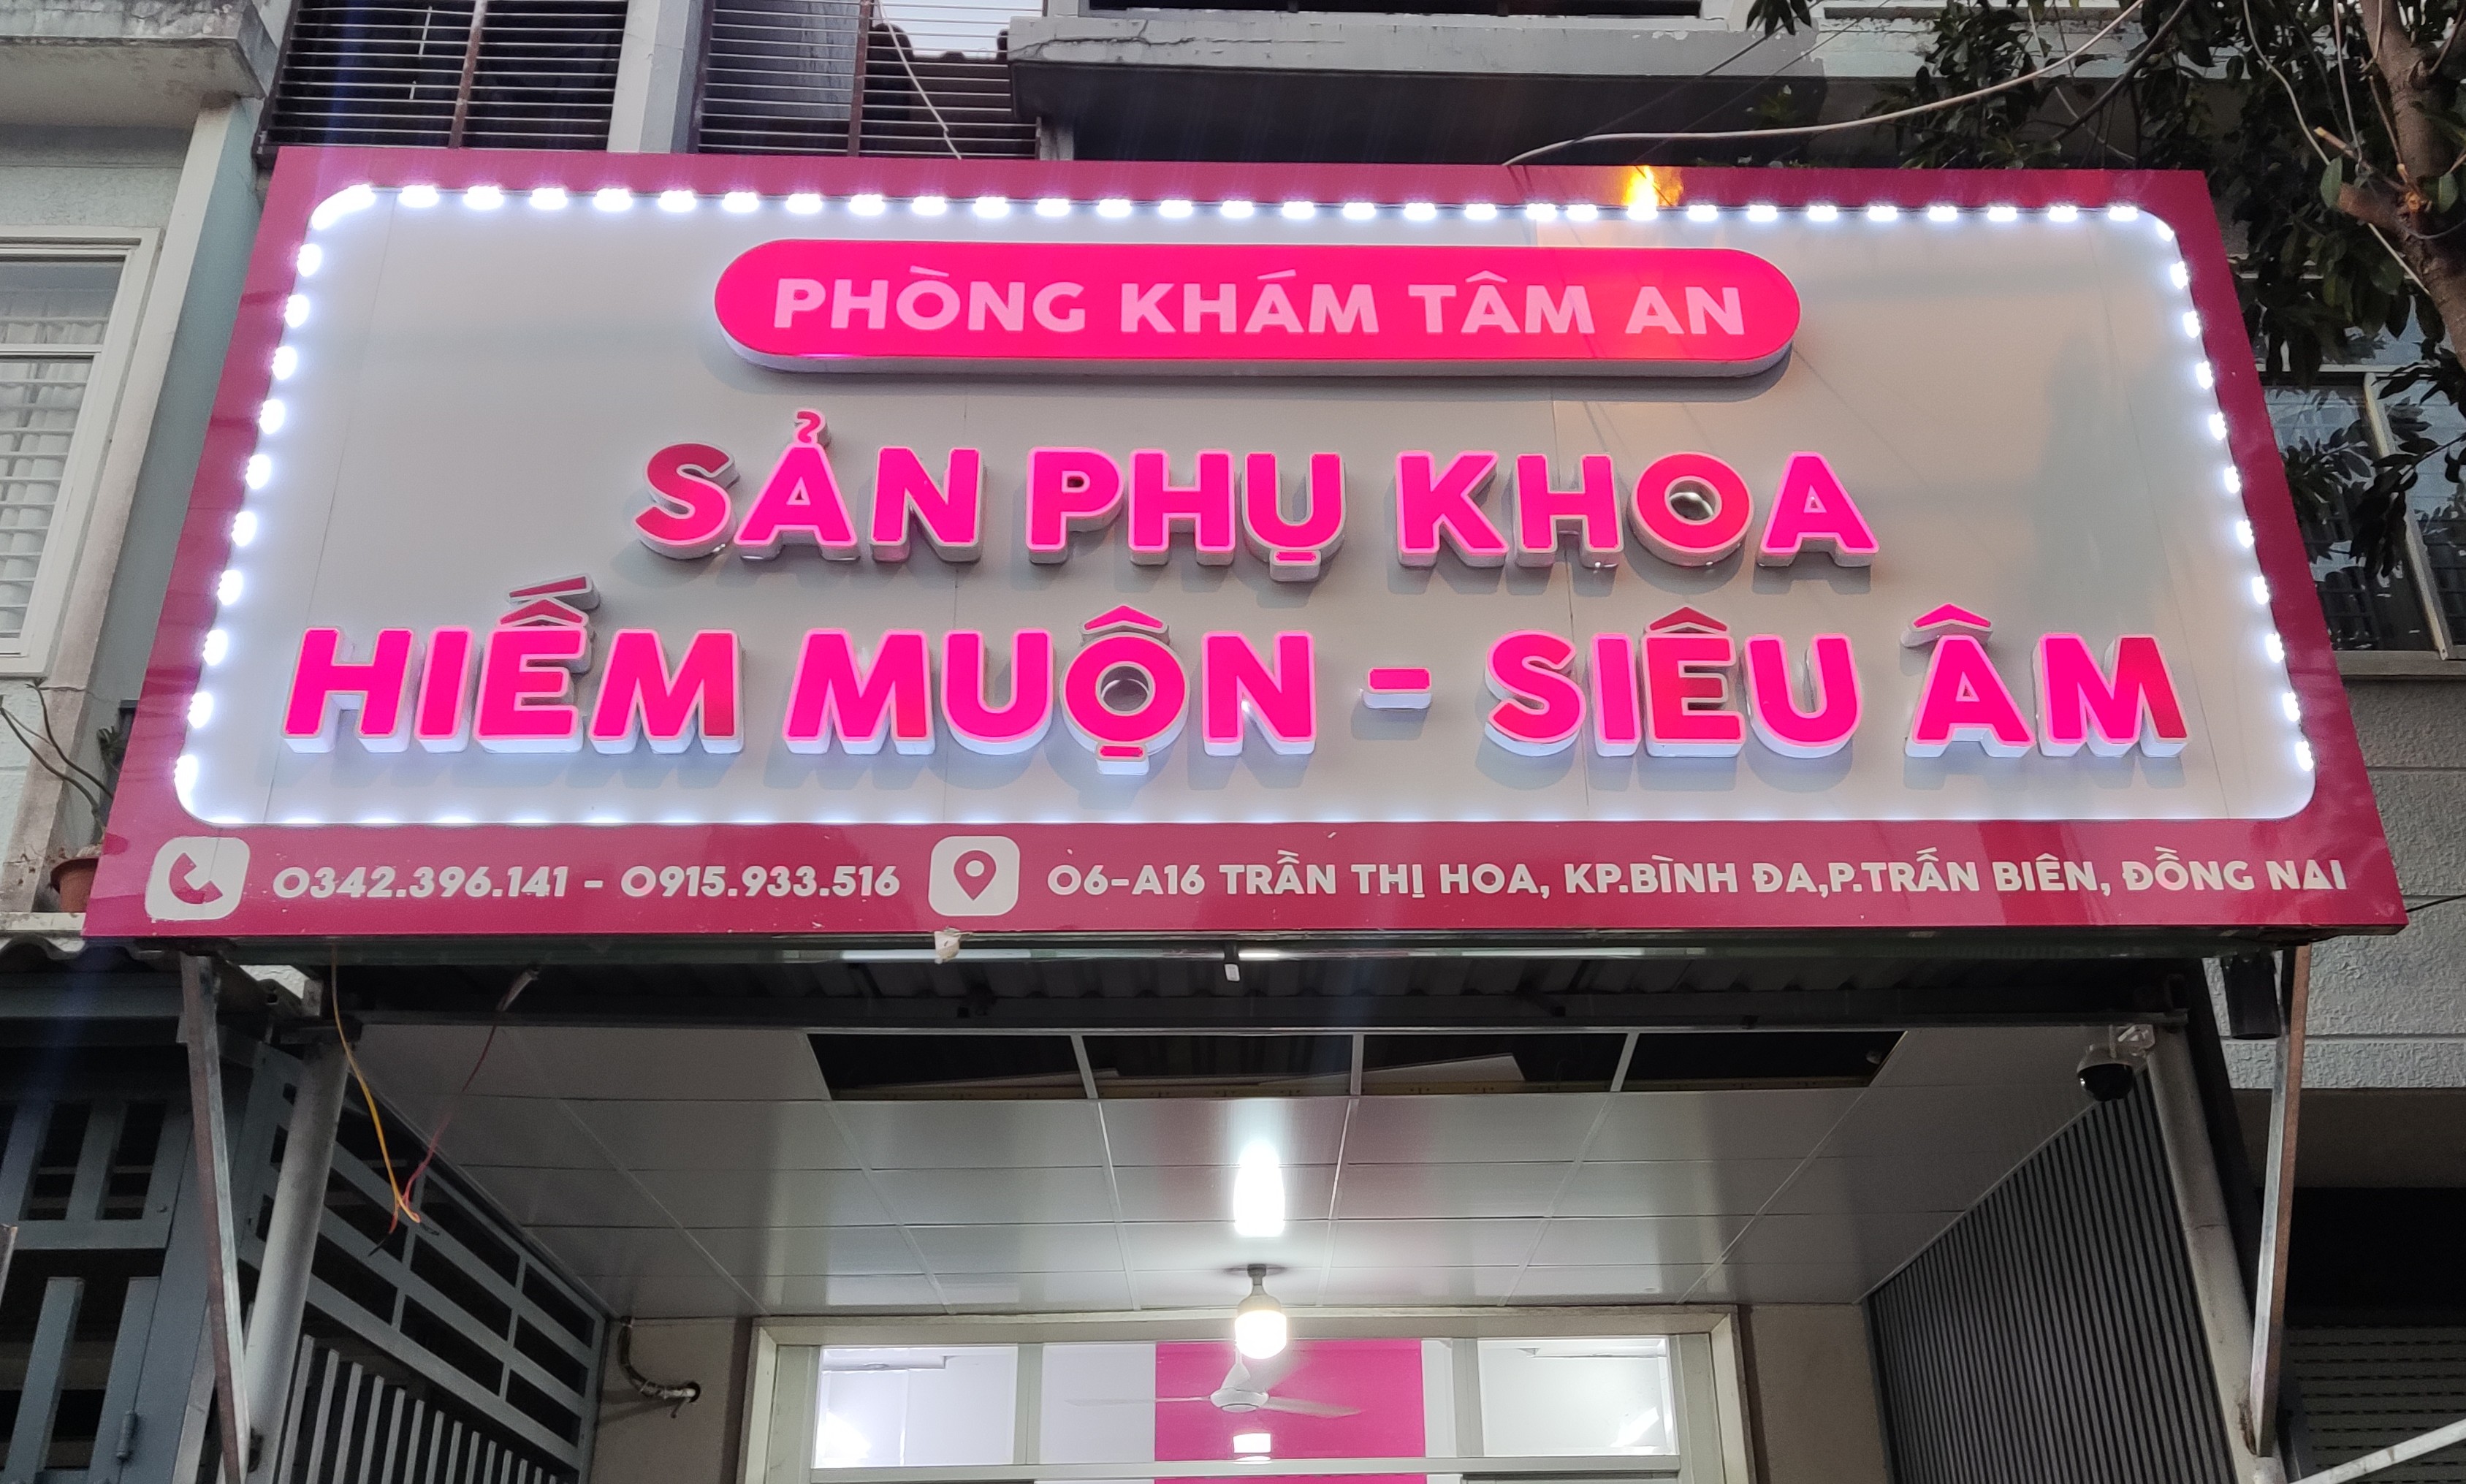 PHÒNG KHÁM TÂM AN
SẢN PHỤ KHOA
HIẾM MUỘN - SIÊU ÂM
0342.396.141 - 0915.933.516
06-A16 TRẦN THỊ HOA, KP.BÌNH ĐA,P.TRẤN BIÊN, ĐỒNG NAI